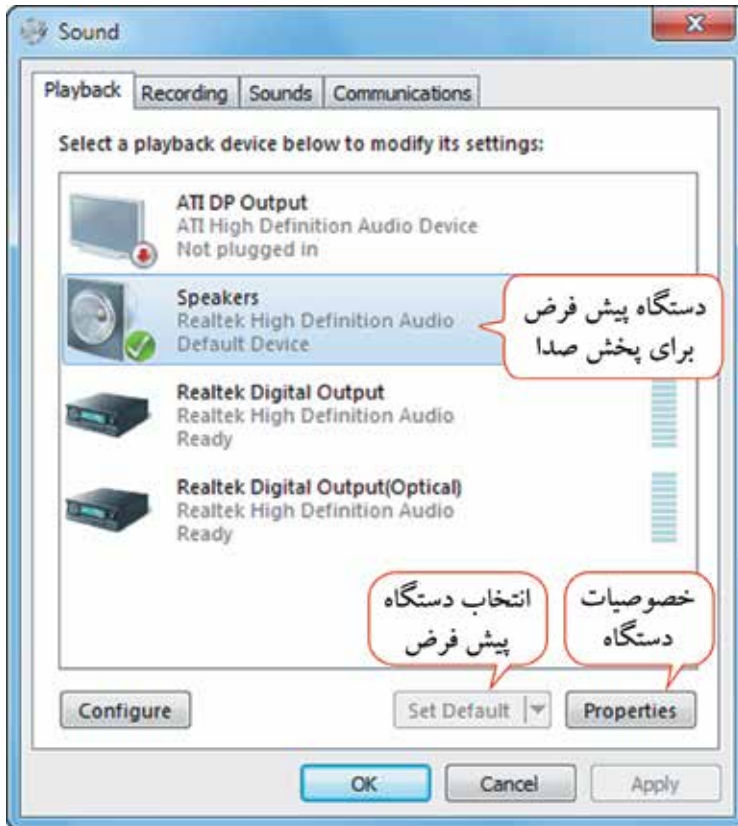 Sound
Playback Recording Sounds Communications
Select a playback device below to modify its settings:
ATI DP Output
ATI High Definition Audio Device
Not plugged in
Speakers
Realtek High Definition Audio
Default Device
دستگاه پیش فرض
برای پخش صدا
Realtek Digital Output
Realtek High Definition Audio
Ready
Realtek Digital Output(Optical)
Realtek High Definition Audio
Ready
انتخاب دستگاه
پیش فرض
خصوصیات
دستگاه
Configure Set Default Properties
OK Cancel Apply